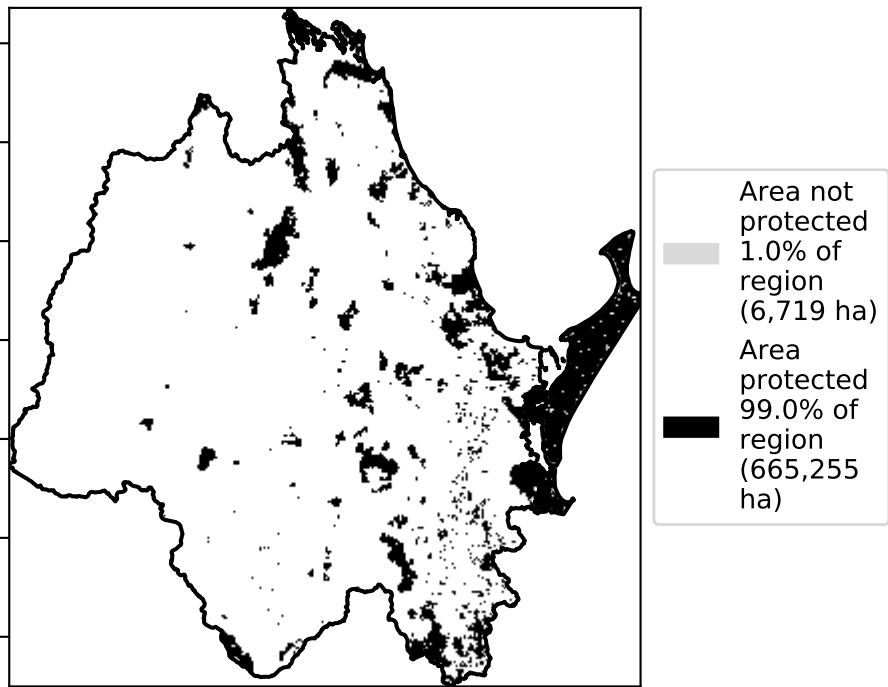 Area not
protected
1.0% of
region
(6,719 ha)
Area
protected
99.0% of
region
(665,255
ha)